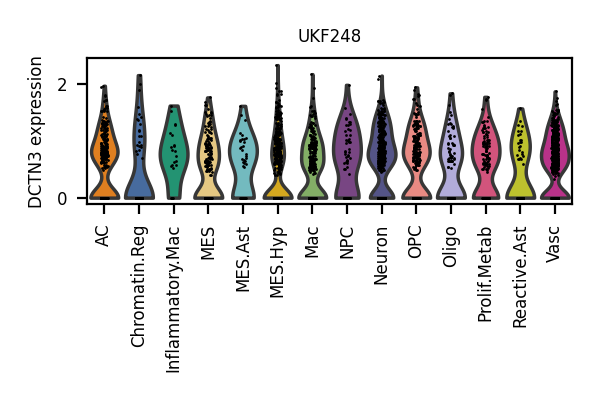 UKF248
DCTN3 expression
2
0
AC
Chromatin.Reg
Inflammatory.Mac
MES
MES.Ast
MES.Hyp
Mac
NPC
Neuron
OPC
Oligo
Prolif.Metab
Reactive.Ast
Vasc